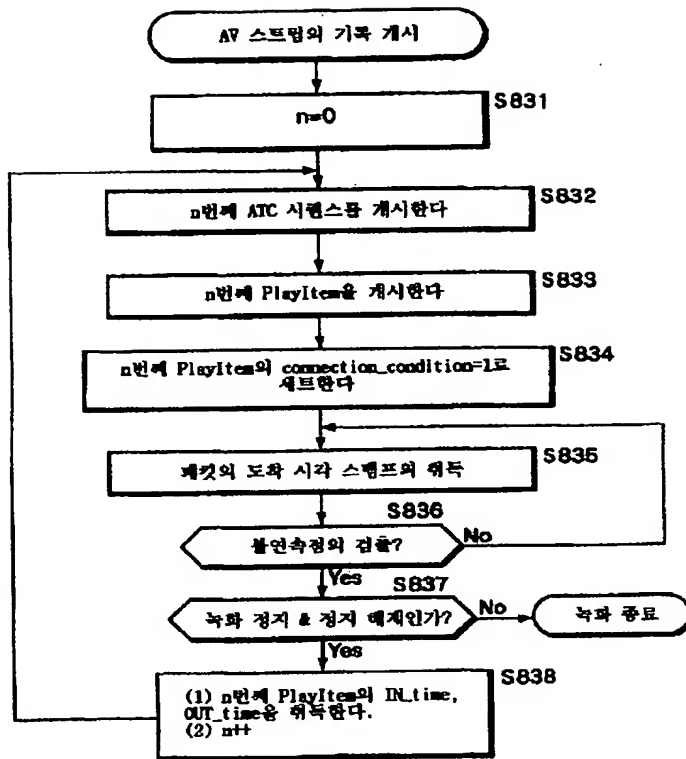 AV 스트림의 기록 개시
S831
n=0
S832
n번째 ATC 시퀀스를 개시한다
S833
n번째 PlayItem을 개시한다
S834
n번째 PlayItem의 connection_condition=1로
세트한다
S835
패킷의 도착 시각 스탬프의 취득
S836
불연속점의 검출?
No
Yes
S837
녹화 정지 & 정지 해제인가?
No
녹화 종료
Yes
S838
(1) n번째 PlayItem의 IN_time,
OUT_time을 취득한다.
(2) n++